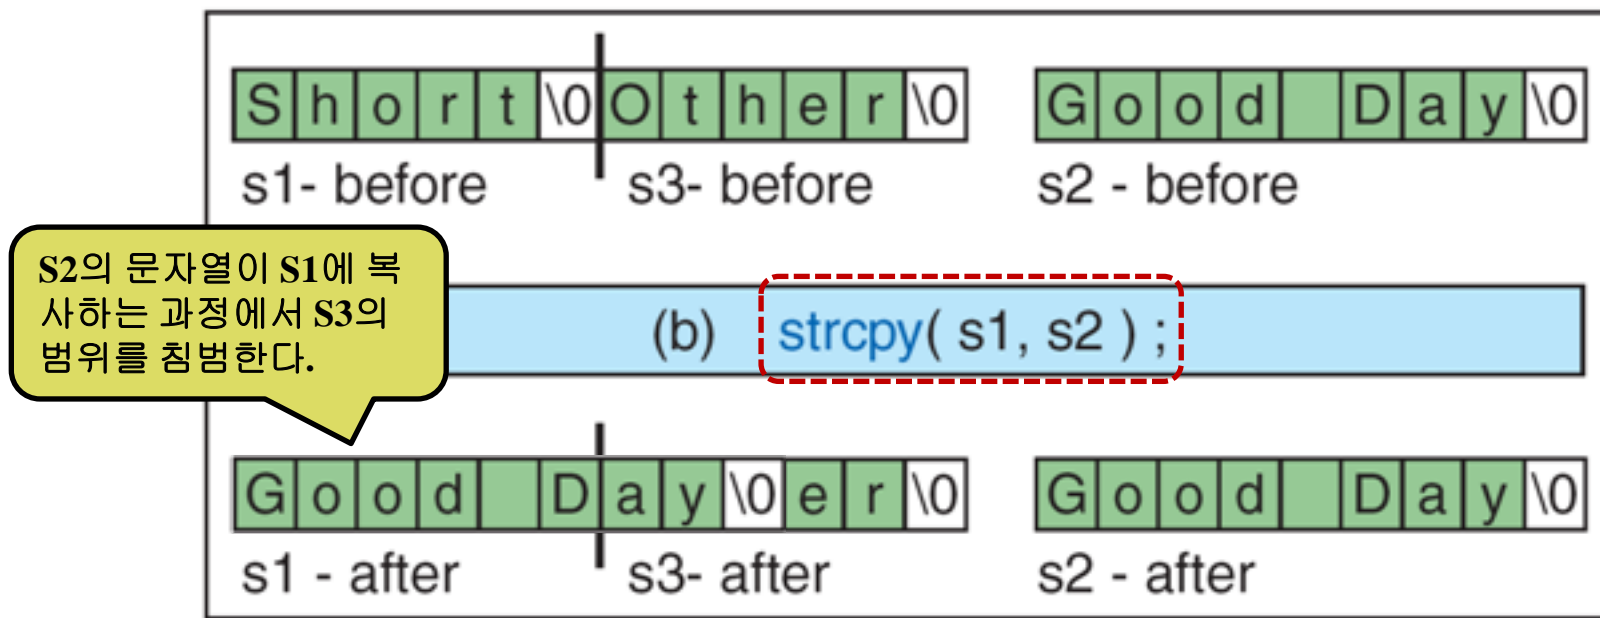 S h o r t \0 O t h e r \0 G o o d D a y \0
s1- before s3- before s2 - before
S2의 문자열이 S1에 복
사하는 과정에서 S3의
범위를 침범한다.
(b) strcpy( s1, s2 ) ;
G o o d D a y \0 e r \0 G o o d D a y \0
s1 - after s3- after s2 - after